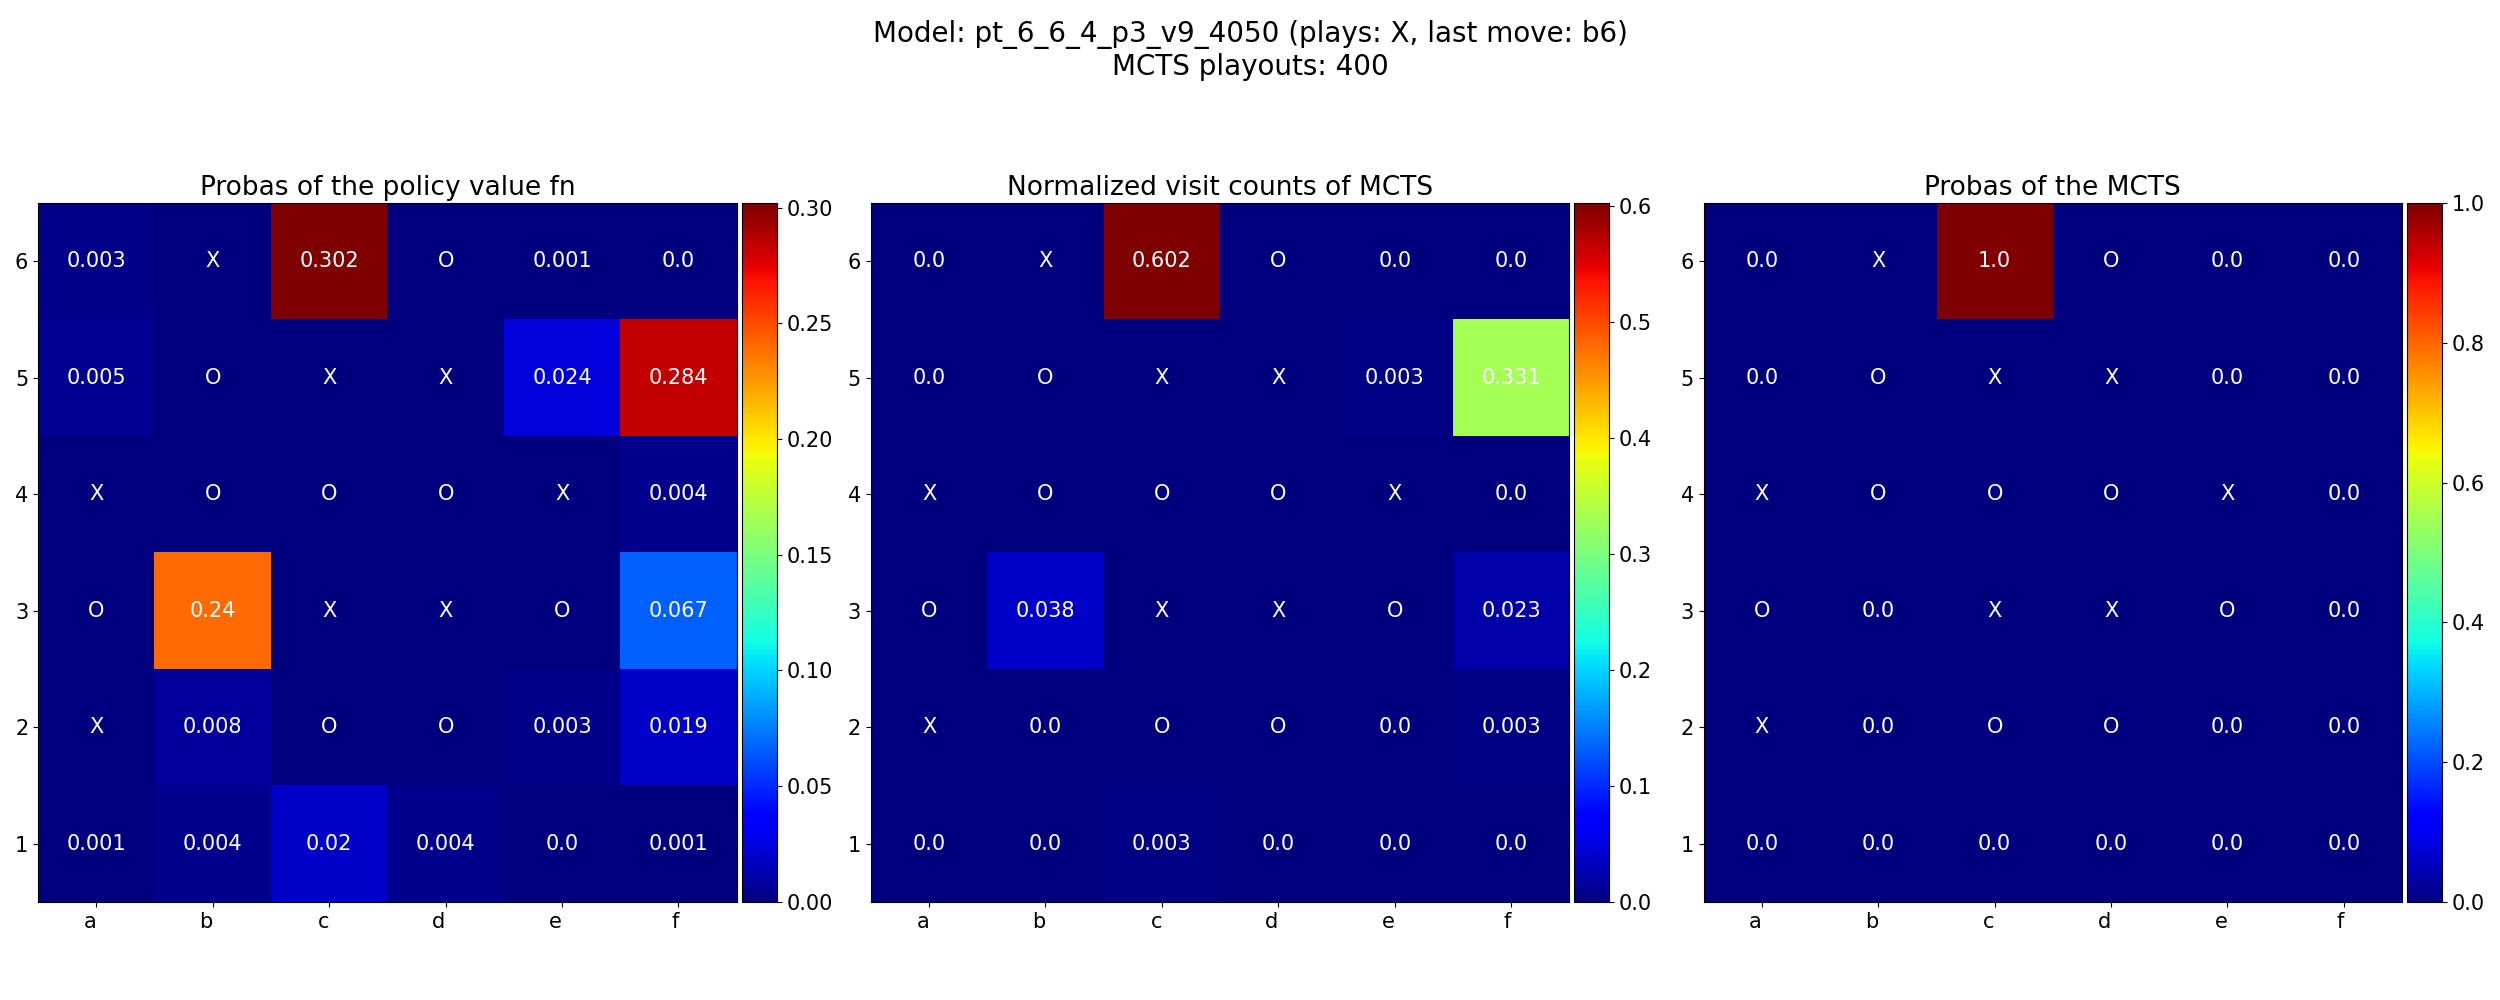 Model: pt_6_6_4_p3_v9_4050 (plays: X, last move: b6)
MCTS playouts: 400
Probas of the policy value fn
6 0.003 X 0.302 O 0.001 0.0
5 0.005 O X X 0.024 0.284
4 X O O O X 0.004
3 O 0.24 X X O 0.067
2 X 0.008 O O 0.003 0.019
1 0.001 0.004 0.02 0.004 0.0 0.001
a b c d e f
0.30
0.25
0.20
0.15
0.10
0.05
0.00
Normalized visit counts of MCTS
6 0.0 X 0.602 O 0.0 0.0
5 0.0 O X X 0.003 0.331
4 X O O O X 0.0
3 O 0.038 X X O 0.023
2 X 0.0 O O 0.0 0.003
1 0.0 0.0 0.003 0.0 0.0 0.0
a b c d e f
0.6
0.5
0.4
0.3
0.2
0.1
0.0
Probas of the MCTS
6 0.0 X 1.0 O 0.0 0.0
5 0.0 O X X 0.0 0.0
4 X O O O X 0.0
3 O 0.0 X X O 0.0
2 X 0.0 O O 0.0 0.0
1 0.0 0.0 0.0 0.0 0.0 0.0
a b c d e f
1.0
0.8
0.6
0.4
0.2
0.0